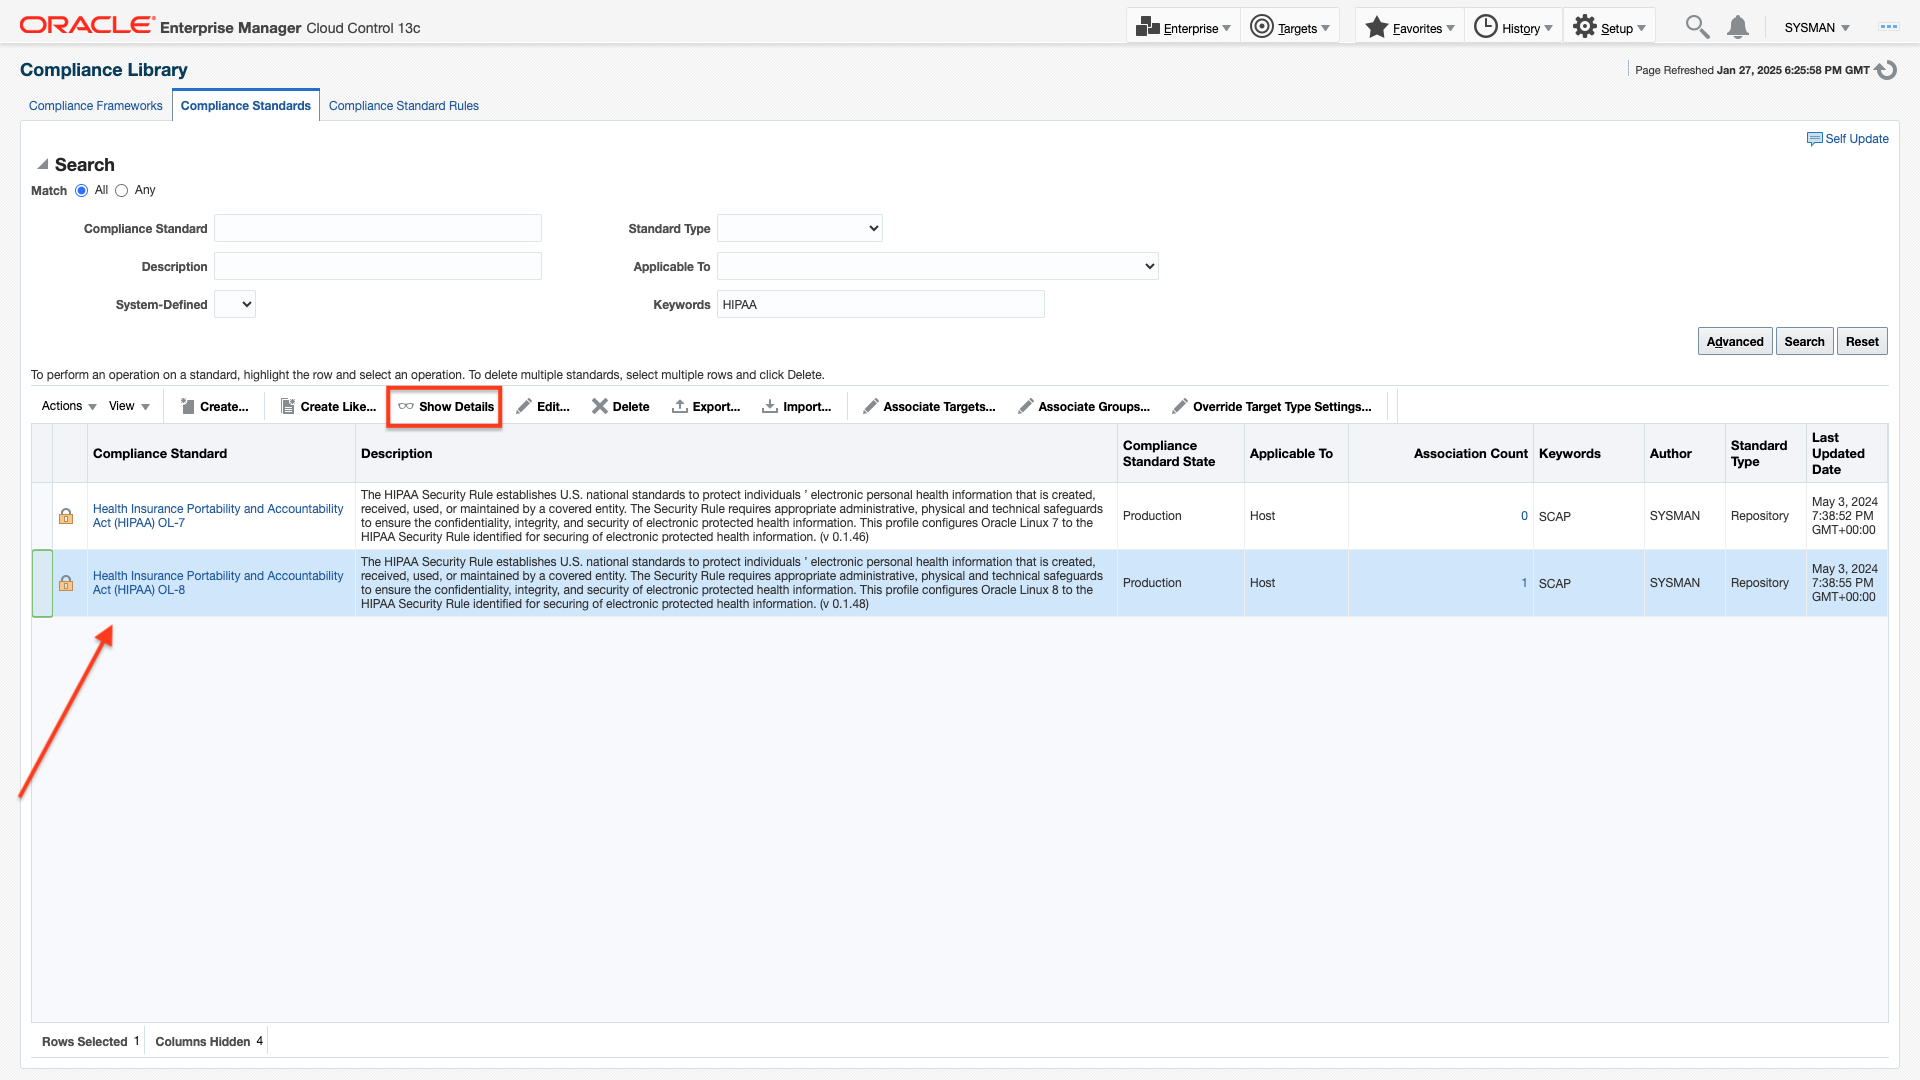 ORACLE Enterprise Manager Cloud Control 13c
Enterprise Targets Favorites History Setup SYSMAN
Compliance Library
Page Refreshed Jan 27, 2025 6:25:58 PM GMT
Compliance Frameworks Compliance Standards Compliance Standard Rules
Self Update
Search
Match All Any
Compliance Standard Standard Type
Description Applicable To
System-Defined Keywords HIPAA
Advanced Search Reset
To perform an operation on a standard, highlight the row and select an operation. To delete multiple standards, select multiple rows and click Delete.
Actions View Create... Create Like... Show Details Edit... Delete Export... Import... Associate Targets... Associate Groups... Override Target Type Settings...
Compliance Standard
Description
Compliance
Standard State
Applicable To
Association Count
Keywords
Author
Standard
Type
Last
Updated
Date
Health Insurance Portability and Accountability
Act (HIPAA) OL-7
The HIPAA Security Rule establishes U.S. national standards to protect individuals ’ electronic personal health information that is created,
received, used, or maintained by a covered entity. The Security Rule requires appropriate administrative, physical and technical safeguards
to ensure the confidentiality, integrity, and security of electronic protected health information. This profile configures Oracle Linux 7 to the
HIPAA Security Rule identified for securing of electronic protected health information. (v 0.1.46)
Production
Host
0
SCAP
SYSMAN
Repository
May 3, 2024
7:38:52 PM
GMT+00:00
Health Insurance Portability and Accountability
Act (HIPAA) OL-8
The HIPAA Security Rule establishes U.S. national standards to protect individuals ’ electronic personal health information that is created,
received, used, or maintained by a covered entity. The Security Rule requires appropriate administrative, physical and technical safeguards
to ensure the confidentiality, integrity, and security of electronic protected health information. This profile configures Oracle Linux 8 to the
HIPAA Security Rule identified for securing of electronic protected health information. (v 0.1.48)
Production
Host
1
SCAP
SYSMAN
Repository
May 3, 2024
7:38:55 PM
GMT+00:00
Rows Selected 1 Columns Hidden 4